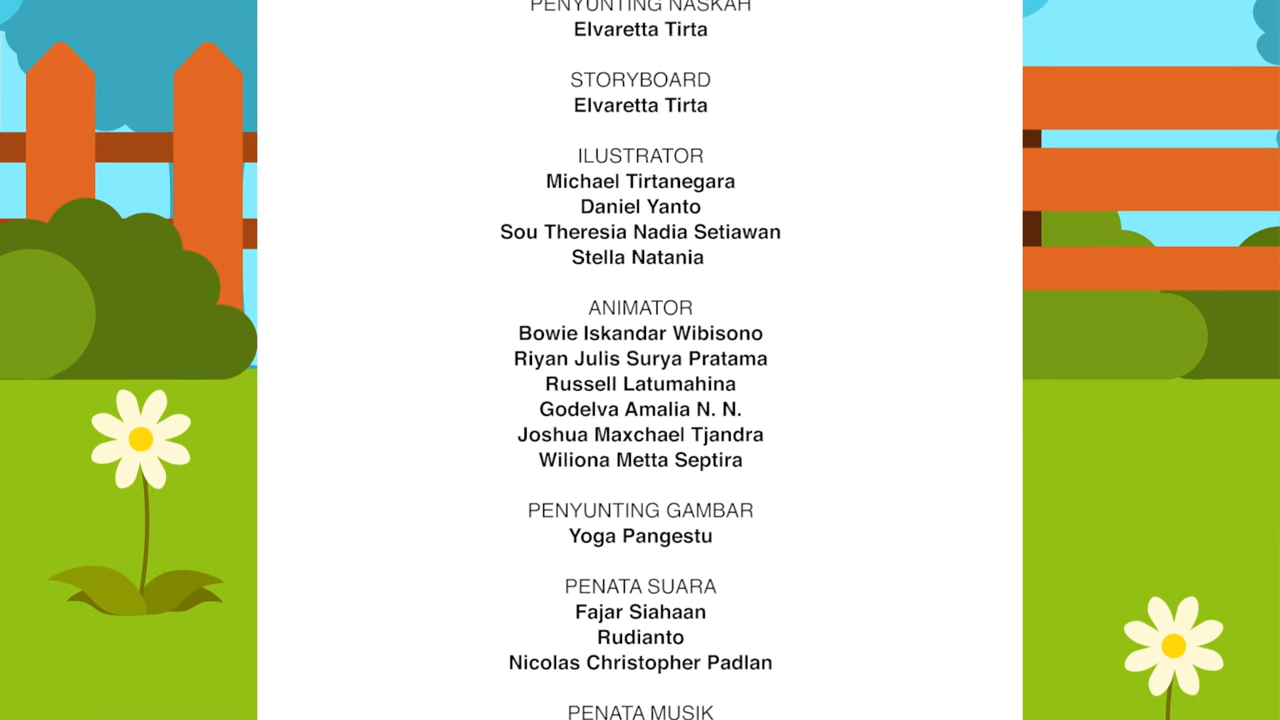 PENYUNTING NASKAH
Elvaretta Tirta
STORYBOARD
Elvaretta Tirta
ILUSTRATOR
Michael Tirtanegara
Daniel Yanto
Sou Theresia Nadia Setiawan
Stella Natania
ANIMATOR
Bowie Iskandar Wibisono
Riyan Julis Surya Pratama
Russell Latumahina
Godelva Amalia N. N.
Joshua Maxchael Tjandra
Wiliona Metta Septira
PENYUNTING GAMBAR
Yoga Pangestu
PENATA SUARA
Fajar Siahaan
Rudianto
Nicolas Christopher Padlan
PENATA MUSIK